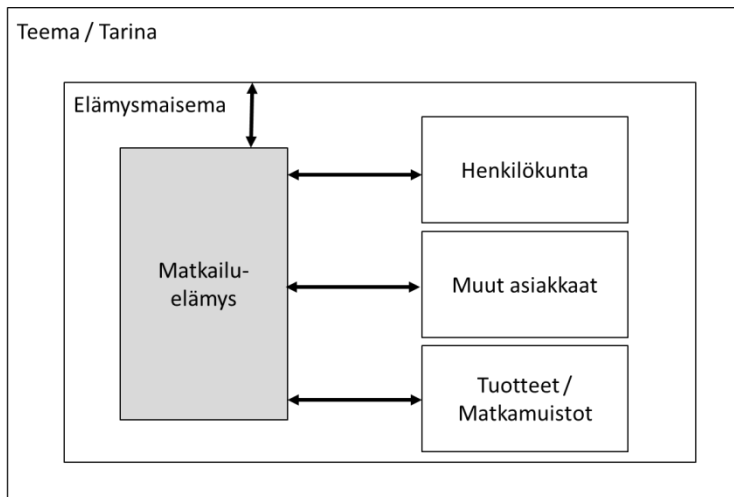 Teema / Tarina
Elämysmaisema
Henkilökunta
Matkailu-
elämys
Muut asiakkaat
Tuotteet /
Matkamuistot